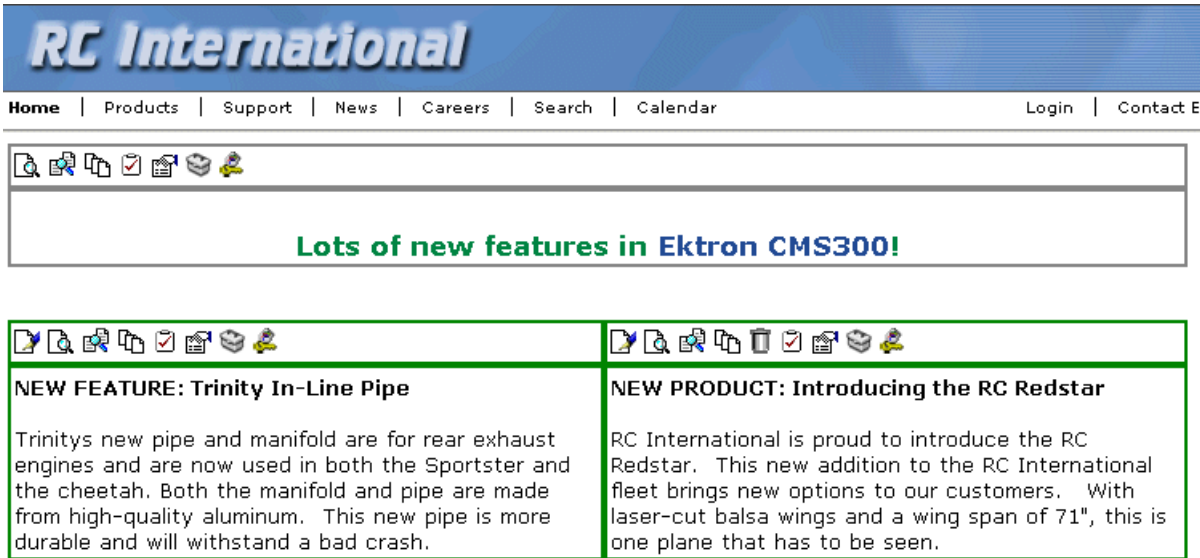 RC International
Home | Products | Support | News | Careers | Search | Calendar Login | Contact E
Lots of new features in Ektron CMS300!
NEW FEATURE: Trinity In-Line Pipe
Trinitys new pipe and manifold are for rear exhaust
engines and are now used in both the Sportster and
the cheetah. Both the manifold and pipe are made
from high-quality aluminum. This new pipe is more
durable and will withstand a bad crash.
NEW PRODUCT: Introducing the RC Redstar
RC International is proud to introduce the RC
Redstar. This new addition to the RC International
fleet brings new options to our customers. With
laser-cut balsa wings and a wing span of 71", this is
one plane that has to be seen.